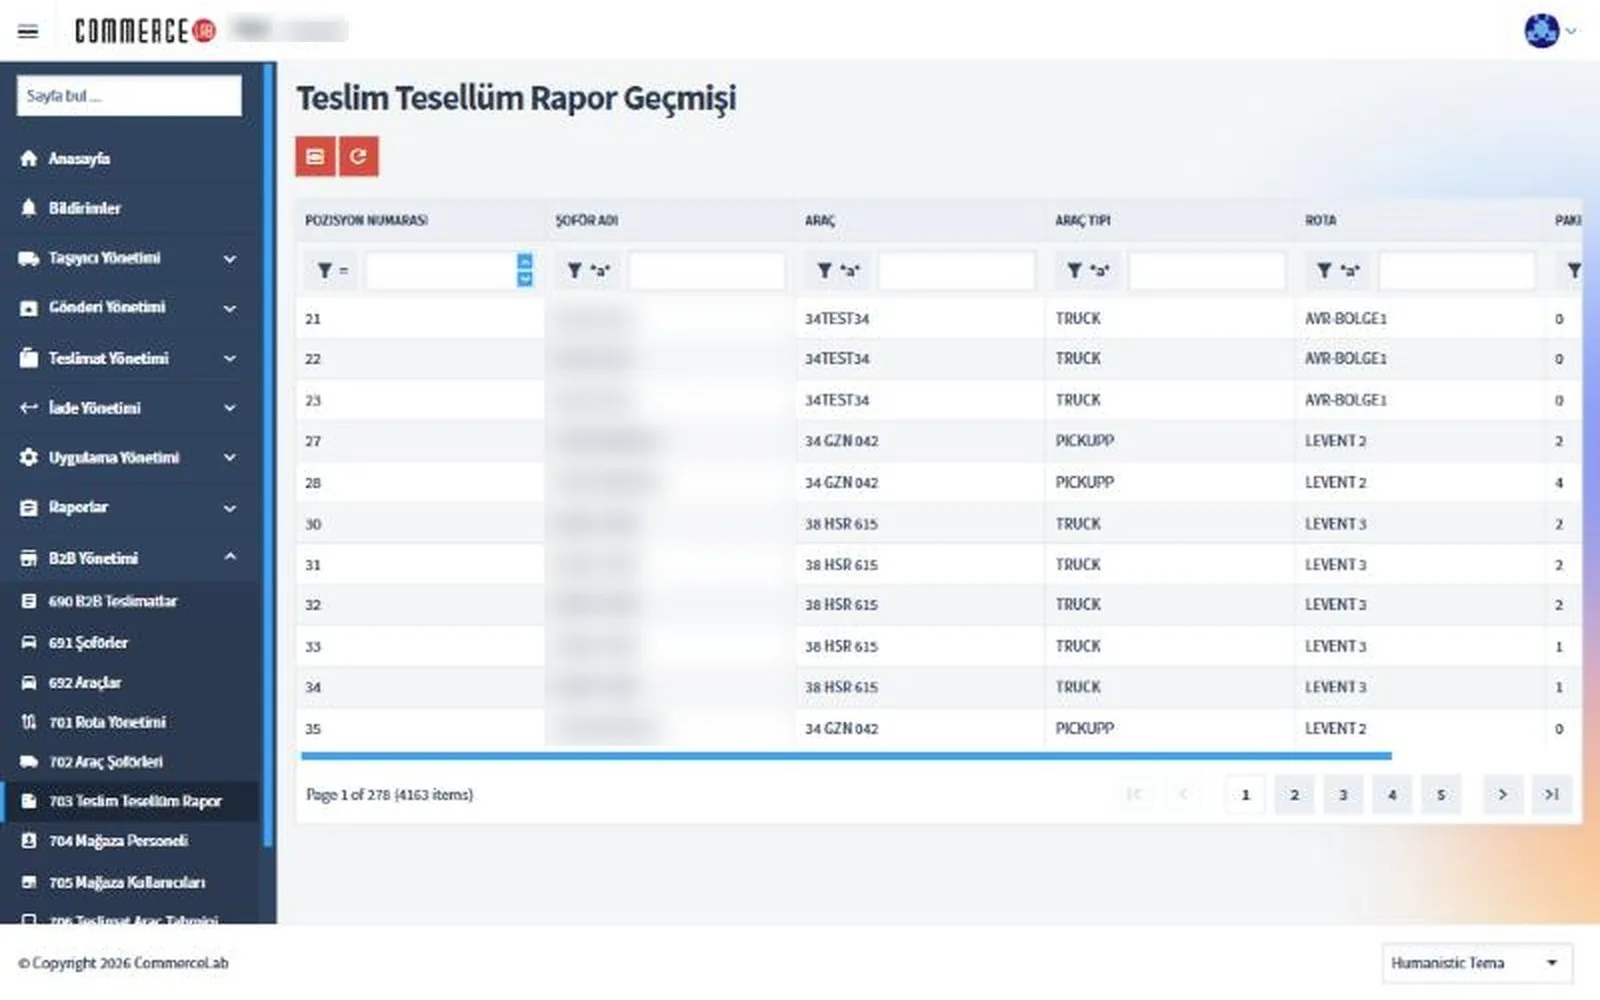 COMMERCE LAB
Sayfa bul ...
Anasayfa
Bildirimler
Taşıyıcı Yönetimi
Gönderi Yönetimi
Teslimat Yönetimi
İade Yönetimi
Uygulama Yönetimi
Raporlar
B2B Yönetimi
690 B2B Teslimatlar
691 Şoförler
692 Araçlar
701 Rota Yönetimi
702 Araç Şoförleri
703 Teslim Tesellüm Rapor
704 Mağaza Personeli
705 Mağaza Kullanıcıları
706 Teslimat Araç Tahmini
Teslim Tesellüm Rapor Geçmişi
POZISYON NUMARASI ŞOFÖR ADI ARAÇ ARAÇ TIPI ROTA PAKE
= *a* *a* *a* *a*
21 34TEST34 TRUCK AVR-BOLGE1 0
22 34TEST34 TRUCK AVR-BOLGE1 0
23 34TEST34 TRUCK AVR-BOLGE1 0
27 34 GZN 042 PICKUPP LEVENT 2 2
28 34 GZN 042 PICKUPP LEVENT 2 4
30 38 HSR 615 TRUCK LEVENT 3 2
31 38 HSR 615 TRUCK LEVENT 3 2
32 38 HSR 615 TRUCK LEVENT 3 2
33 38 HSR 615 TRUCK LEVENT 3 1
34 38 HSR 615 TRUCK LEVENT 3 1
35 34 GZN 042 PICKUPP LEVENT 2 0
Page 1 of 278 (4163 items) 1 2 3 4 5
© Copyright 2026 CommerceLab
Humanistic Tema